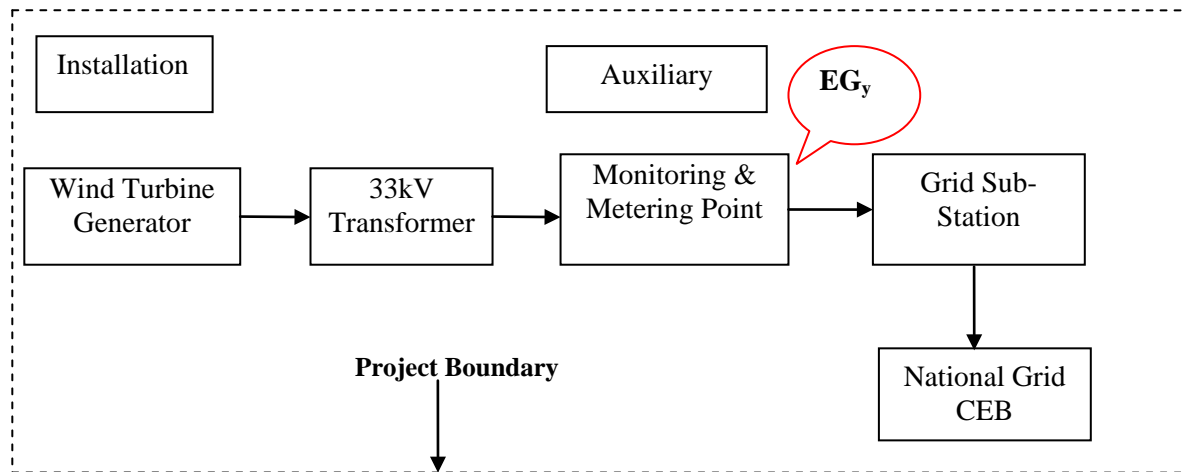 Installation
Auxiliary
EGy
Wind Turbine
Generator
33kV
Transformer
Monitoring &
Metering Point
Grid Sub-
Station
Project Boundary
National Grid
CEB